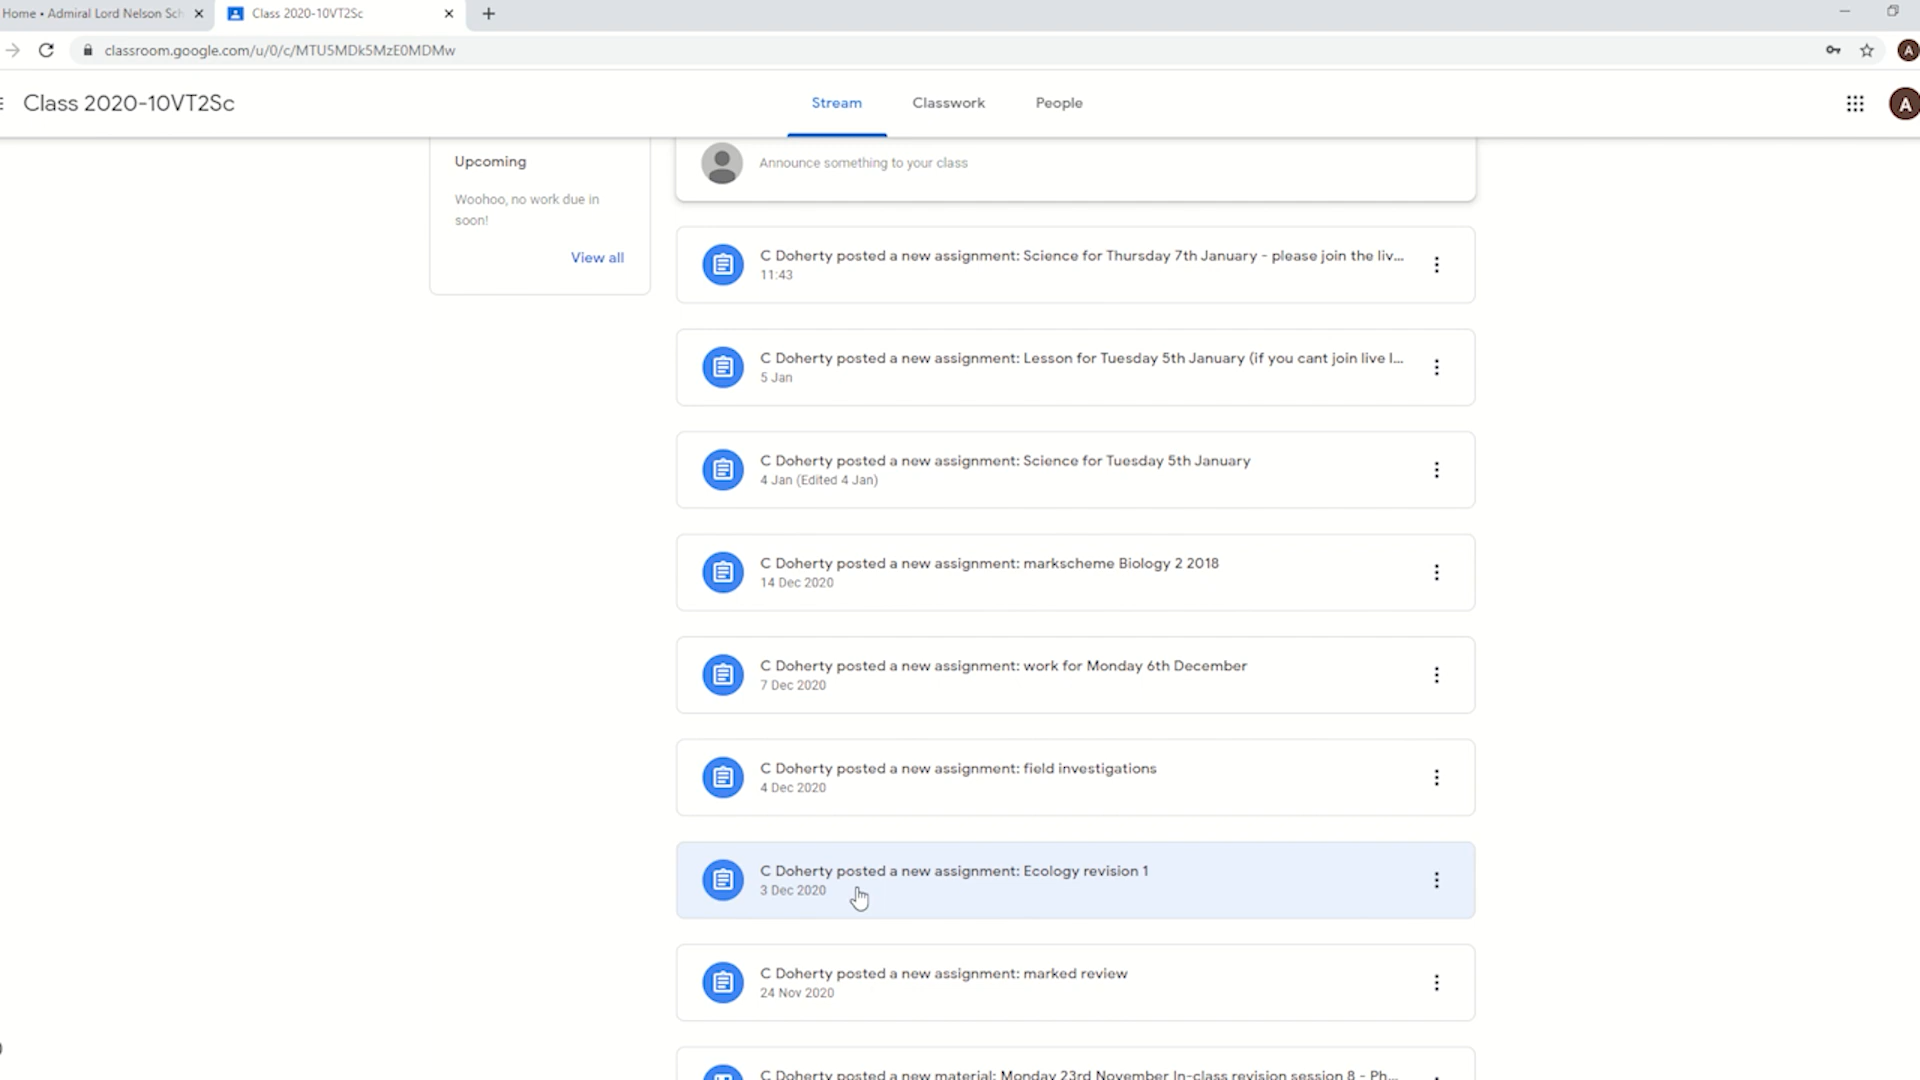 Home • Admiral Lord Nelson Sch
Class 2020-10VT2Sc
classroom.google.com/u/0/c/MTU5MDk5MzE0MDMw
A
Class 2020-10VT2Sc
Stream
Classwork
People
A
Upcoming
Woohoo, no work due in
soon!
View all
Announce something to your class
C Doherty posted a new assignment: Science for Thursday 7th January - please join the liv...
11:43
C Doherty posted a new assignment: Lesson for Tuesday 5th January (if you cant join live l...
5 Jan
C Doherty posted a new assignment: Science for Tuesday 5th January
4 Jan (Edited 4 Jan)
C Doherty posted a new assignment: markscheme Biology 2 2018
14 Dec 2020
C Doherty posted a new assignment: work for Monday 6th December
7 Dec 2020
C Doherty posted a new assignment: field investigations
4 Dec 2020
C Doherty posted a new assignment: Ecology revision 1
3 Dec 2020
C Doherty posted a new assignment: marked review
24 Nov 2020
C Doherty posted a new material: Monday 23rd November In-class revision session 8 - Ph...